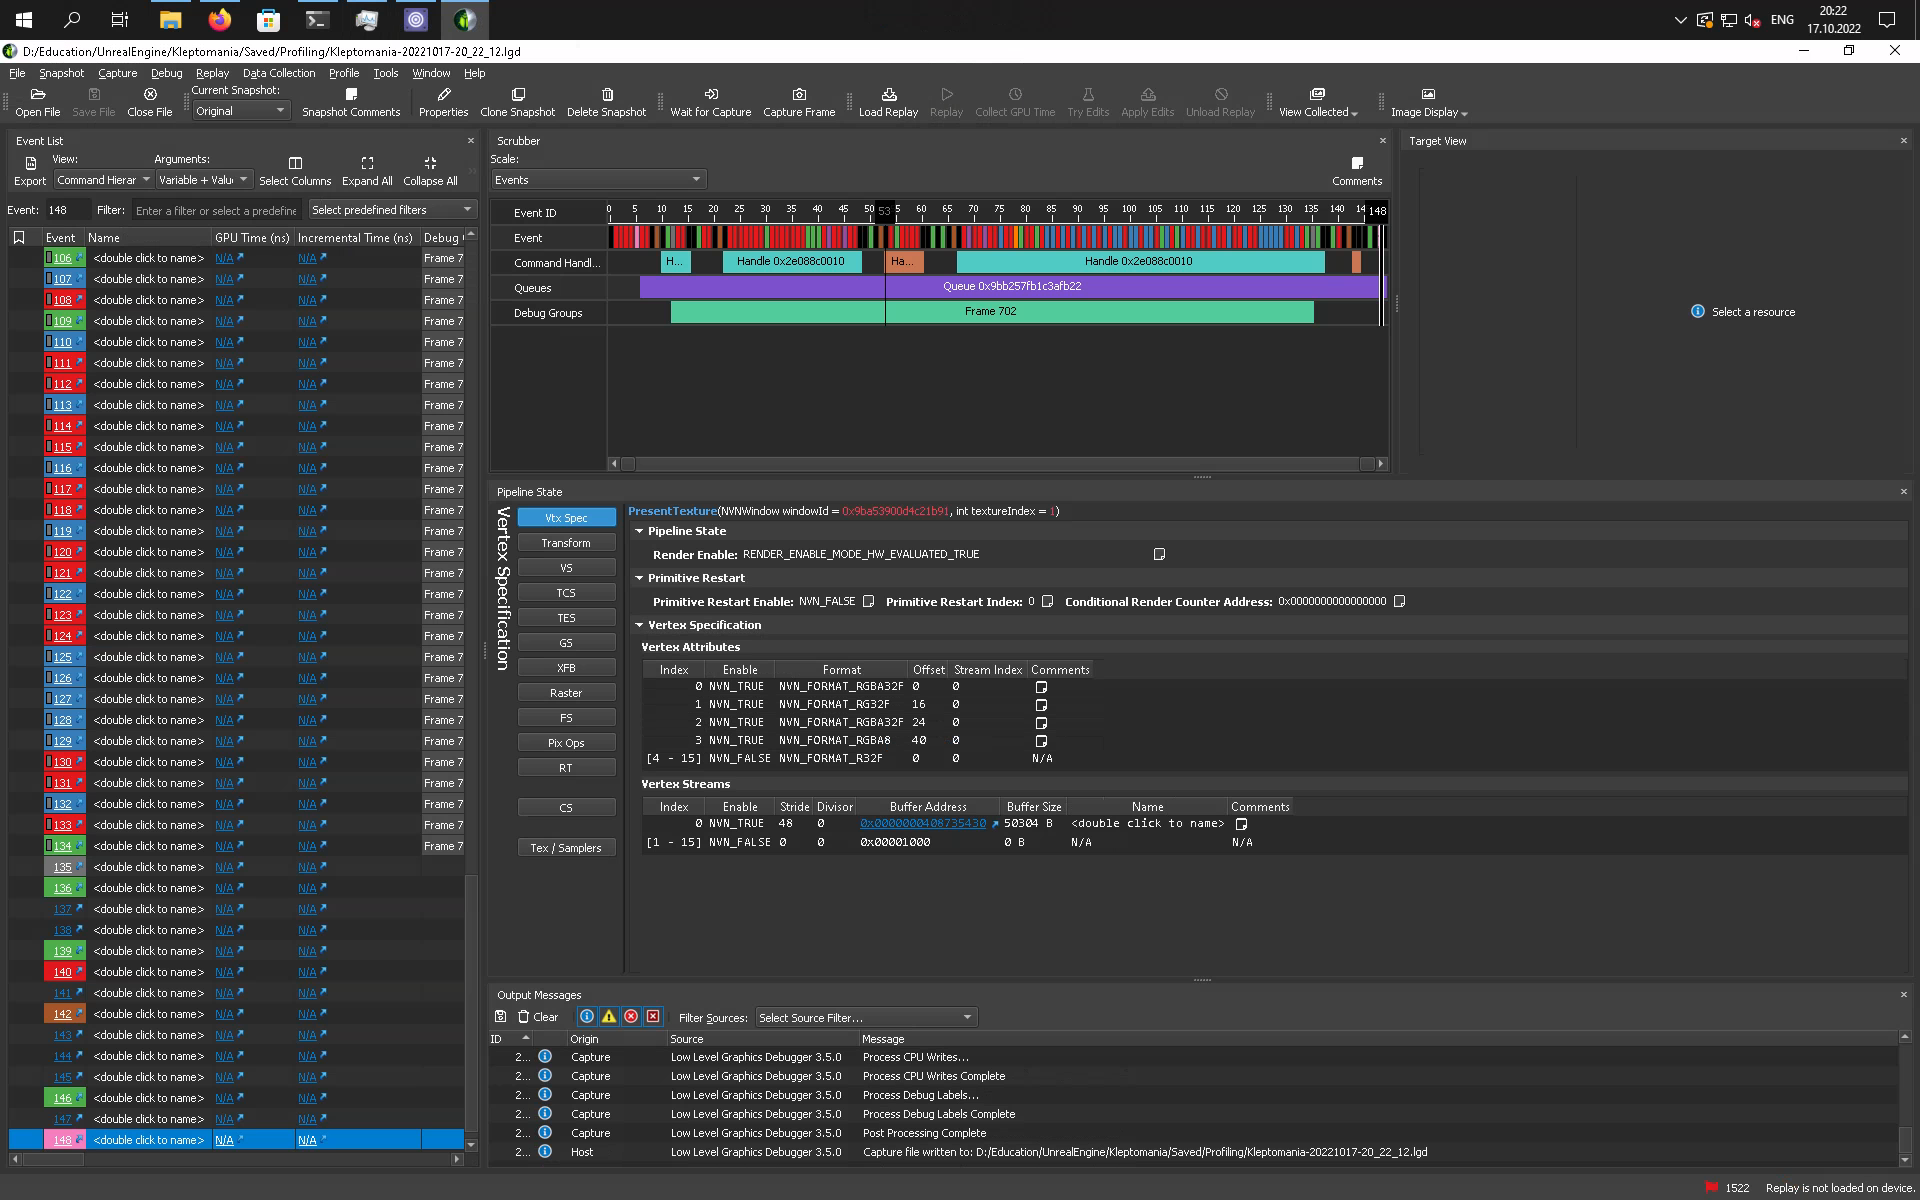 ENG
20:22
17.10.2022
D:/Education/UnrealEngine/Kleptomania/Saved/Profiling/Kleptomania-20221017-20_22_12.lgd
File Snapshot Capture Debug Replay Data Collection Profile Tools Window Help
Open File Save File Close File
Current Snapshot:
Original
Snapshot Comments Properties Clone Snapshot Delete Snapshot Wait for Capture Capture Frame Load Replay Replay Collect GPU Time Try Edits Apply Edits Unload Replay View Collected Image Display
Event List
View: Arguments:
Export Command Hierar Variable + Valu Select Columns Expand All Collapse All
Event: 148 Filter: Enter a filter or select a predefine Select predefined filters
Event Name GPU Time (ns) Incremental Time (ns) Debug
106 <double click to name> N/A N/A Frame 7
107 <double click to name> N/A N/A Frame 7
108 <double click to name> N/A N/A Frame 7
109 <double click to name> N/A N/A Frame 7
110 <double click to name> N/A N/A Frame 7
111 <double click to name> N/A N/A Frame 7
112 <double click to name> N/A N/A Frame 7
113 <double click to name> N/A N/A Frame 7
114 <double click to name> N/A N/A Frame 7
115 <double click to name> N/A N/A Frame 7
116 <double click to name> N/A N/A Frame 7
117 <double click to name> N/A N/A Frame 7
118 <double click to name> N/A N/A Frame 7
119 <double click to name> N/A N/A Frame 7
120 <double click to name> N/A N/A Frame 7
121 <double click to name> N/A N/A Frame 7
122 <double click to name> N/A N/A Frame 7
123 <double click to name> N/A N/A Frame 7
124 <double click to name> N/A N/A Frame 7
125 <double click to name> N/A N/A Frame 7
126 <double click to name> N/A N/A Frame 7
127 <double click to name> N/A N/A Frame 7
128 <double click to name> N/A N/A Frame 7
129 <double click to name> N/A N/A Frame 7
130 <double click to name> N/A N/A Frame 7
131 <double click to name> N/A N/A Frame 7
132 <double click to name> N/A N/A Frame 7
133 <double click to name> N/A N/A Frame 7
134 <double click to name> N/A N/A Frame 7
135 <double click to name> N/A N/A
136 <double click to name> N/A N/A
137 <double click to name> N/A N/A
138 <double click to name> N/A N/A
139 <double click to name> N/A N/A
140 <double click to name> N/A N/A
141 <double click to name> N/A N/A
142 <double click to name> N/A N/A
143 <double click to name> N/A N/A
144 <double click to name> N/A N/A
145 <double click to name> N/A N/A
146 <double click to name> N/A N/A
147 <double click to name> N/A N/A
148 <double click to name> N/A N/A
Scrubber
Scale:
Events
Comments
Event ID 0 5 10 15 20 25 30 35 40 45 50 53 55 60 65 70 75 80 85 90 95 100 105 110 115 120 125 130 135 140 14 148
Event
Command Handl... H... Handle 0x2e088c0010 Ha... Handle 0x2e088c0010
Queues Queue 0x9bb257fb1c3afb22
Debug Groups Frame 702
Target View
Select a resource
Pipeline State
Vertex Specification
Vtx Spec
Transform
VS
TCS
TES
GS
XFB
Raster
FS
Pix Ops
RT
CS
Tex / Samplers
PresentTexture(NVNWindow windowId = 0x9ba53900d4c21b91, int textureIndex = 1)
Pipeline State
Render Enable: RENDER_ENABLE_MODE_HW_EVALUATED_TRUE
Primitive Restart
Primitive Restart Enable: NVN_FALSE Primitive Restart Index: 0 Conditional Render Counter Address: 0x0000000000000000
Vertex Specification
Vertex Attributes
Index Enable Format Offset Stream Index Comments
0 NVN_TRUE NVN_FORMAT_RGBA32F 0 0
1 NVN_TRUE NVN_FORMAT_RG32F 16 0
2 NVN_TRUE NVN_FORMAT_RGBA32F 24 0
3 NVN_TRUE NVN_FORMAT_RGBA8 40 0
[4 - 15] NVN_FALSE NVN_FORMAT_R32F 0 0 N/A
Vertex Streams
Index Enable Stride Divisor Buffer Address Buffer Size Name Comments
0 NVN_TRUE 48 0 0x0000000408735430 50304 B <double click to name>
[1 - 15] NVN_FALSE 0 0 0x00001000 0 B N/A N/A
Output Messages
Clear Filter Sources: Select Source Filter...
ID Origin Source Message
2... Capture Low Level Graphics Debugger 3.5.0 Process CPU Writes...
2... Capture Low Level Graphics Debugger 3.5.0 Process CPU Writes Complete
2... Capture Low Level Graphics Debugger 3.5.0 Process Debug Labels...
2... Capture Low Level Graphics Debugger 3.5.0 Process Debug Labels Complete
2... Capture Low Level Graphics Debugger 3.5.0 Post Processing Complete
2... Host Low Level Graphics Debugger 3.5.0 Capture file written to: D:/Education/UnrealEngine/Kleptomania/Saved/Profiling/Kleptomania-20221017-20_22_12.lgd
1522 Replay is not loaded on device.